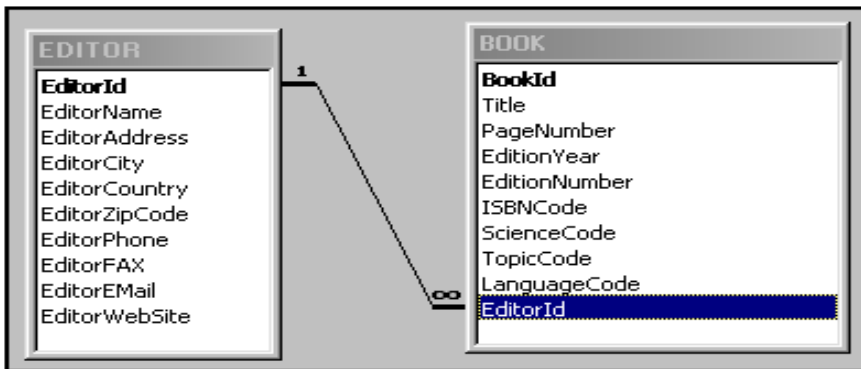 EDITOR
EditorId
EditorName
EditorAddress
EditorCity
EditorCountry
EditorZipCode
EditorPhone
EditorFAX
EditorEMail
EditorWebSite
1
∞
BOOK
BookId
Title
PageNumber
EditionYear
EditionNumber
ISBNCode
ScienceCode
TopicCode
LanguageCode
EditorId